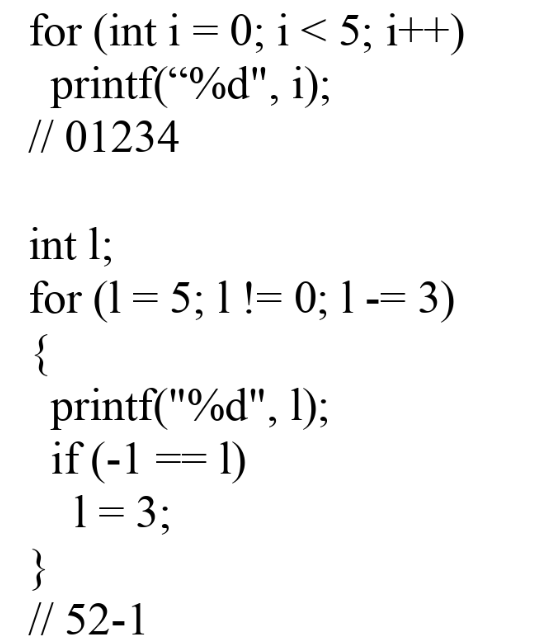 for (int i = 0; i < 5; i++)
printf(“%d", i);
// 01234
int l;
for (l = 5; l != 0; l -= 3)
{
printf("%d", l);
if (-1 == l)
l = 3;
}
// 52-1